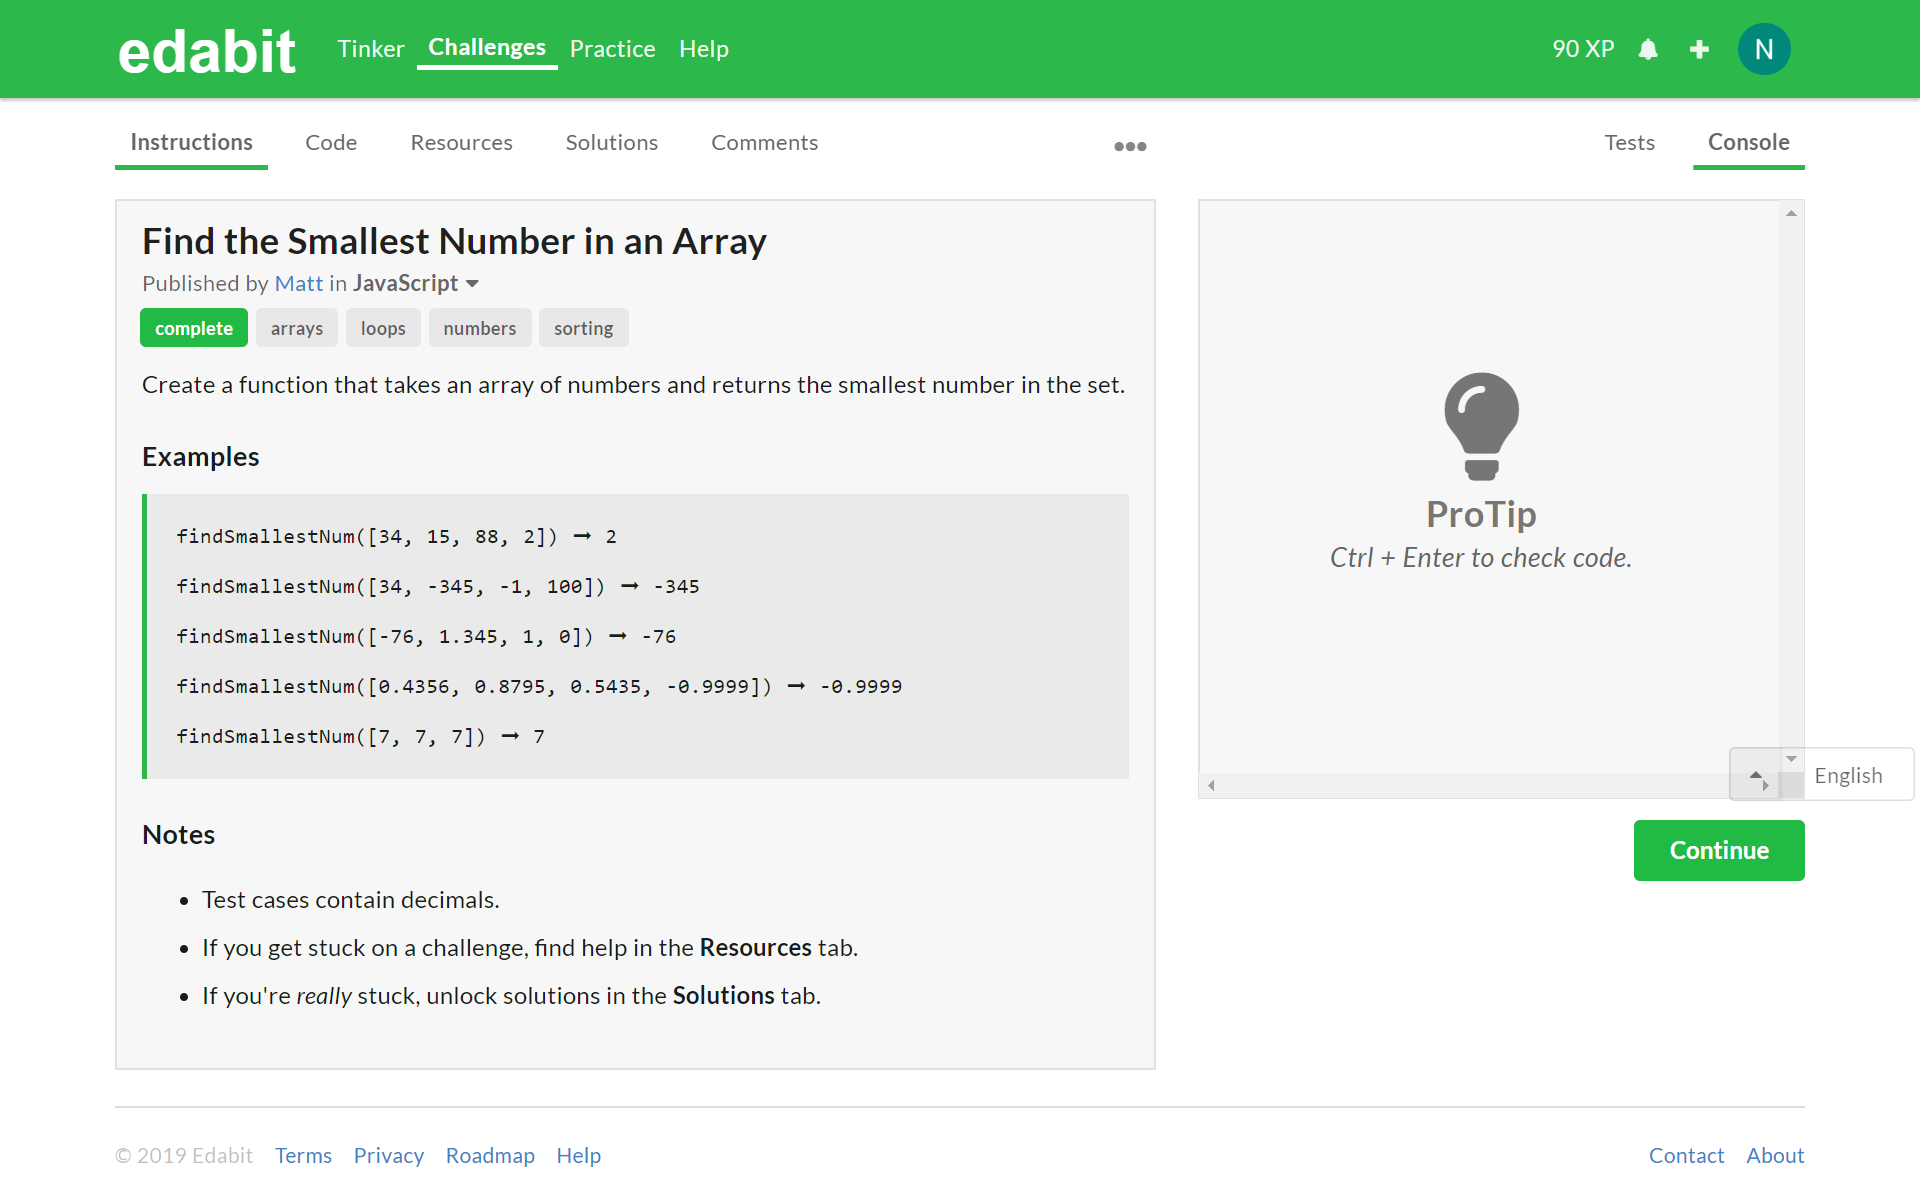 edabit Tinker Challenges Practice Help 90 XP N
Instructions Code Resources Solutions Comments Tests Console
Find the Smallest Number in an Array
Published by Matt in JavaScript
complete arrays loops numbers sorting
Create a function that takes an array of numbers and returns the smallest number in the set.
Examples
findSmallestNum([34, 15, 88, 2]) ➞ 2
findSmallestNum([34, -345, -1, 100]) ➞ -345
findSmallestNum([-76, 1.345, 1, 0]) ➞ -76
findSmallestNum([0.4356, 0.8795, 0.5435, -0.9999]) ➞ -0.9999
findSmallestNum([7, 7, 7]) ➞ 7
Notes
• Test cases contain decimals.
• If you get stuck on a challenge, find help in the Resources tab.
• If you're really stuck, unlock solutions in the Solutions tab.
ProTip
Ctrl + Enter to check code.
English
Continue
© 2019 Edabit Terms Privacy Roadmap Help Contact About